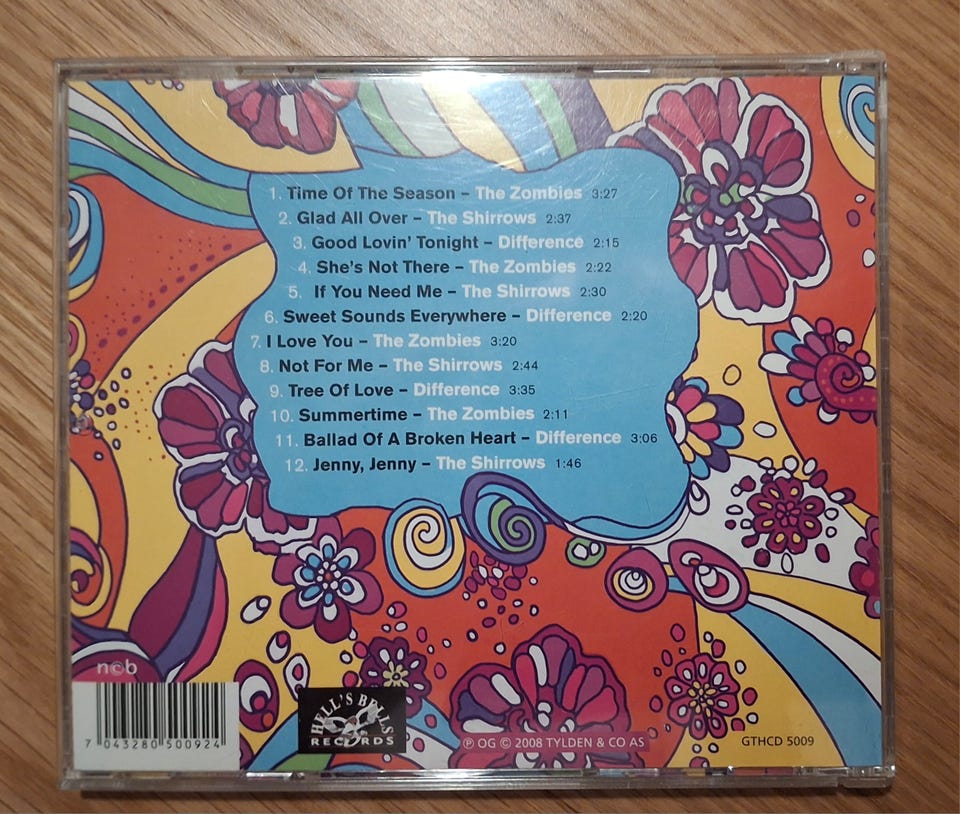 1. Time Of The Season – The Zombies 3:27
2. Glad All Over – The Shirrows 2:37
3. Good Lovin' Tonight – Difference 2:15
4. She's Not There – The Zombies 2:22
5. If You Need Me – The Shirrows 2:30
6. Sweet Sounds Everywhere – Difference 2:20
7. I Love You – The Zombies 3:20
8. Not For Me – The Shirrows 2:44
9. Tree Of Love – Difference 3:35
10. Summertime – The Zombies 2:11
11. Ballad Of A Broken Heart – Difference 3:06
12. Jenny, Jenny – The Shirrows 1:46
n©b
7 043280 500924
HELL'S BELLS
RECORDS
℗ OG © 2008 TYLDEN & CO AS
GTHCD 5009